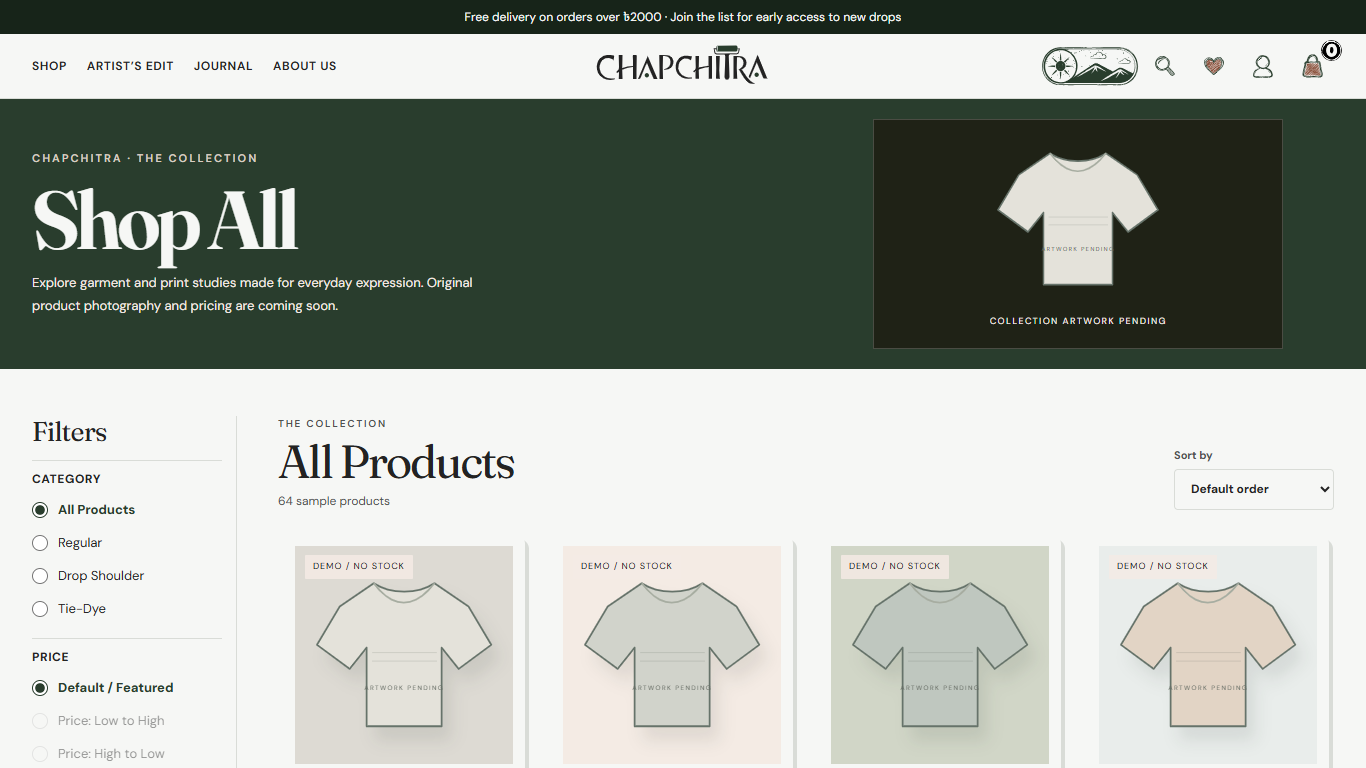 Free delivery on orders over ৳2000 · Join the list for early access to new drops
SHOP ARTIST'S EDIT JOURNAL ABOUT US
CHAPCHITRA
0
CHAPCHITRA · THE COLLECTION
Shop All
Explore garment and print studies made for everyday expression. Original
product photography and pricing are coming soon.
ARTWORK PENDING
COLLECTION ARTWORK PENDING
Filters
CATEGORY
All Products
Regular
Drop Shoulder
Tie-Dye
PRICE
Default / Featured
Price: Low to High
Price: High to Low
THE COLLECTION
All Products
64 sample products
Sort by
Default order
DEMO / NO STOCK
ARTWORK PENDING
DEMO / NO STOCK
ARTWORK PENDING
DEMO / NO STOCK
ARTWORK PENDING
DEMO / NO STOCK
ARTWORK PENDING